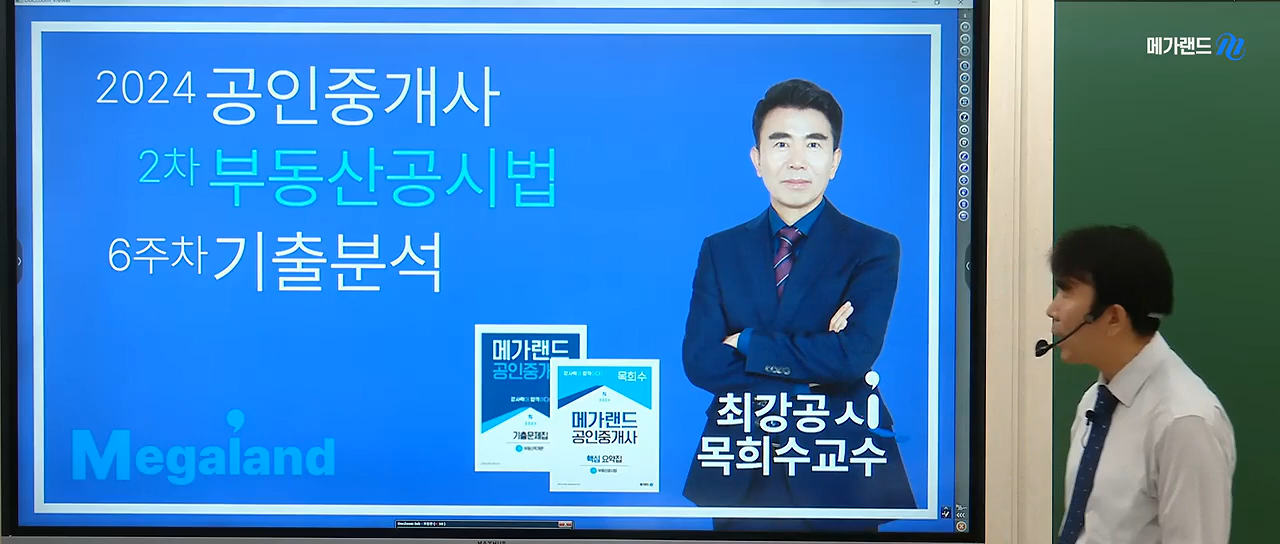 메가랜드
2024 공인중개사
2차 부동산공시법
6주차 기출분석
메가랜드
공인중개
기출문제집
목희수
메가랜드
공인중개사
핵심 요약집
최강공시
목희수교수
Megaland